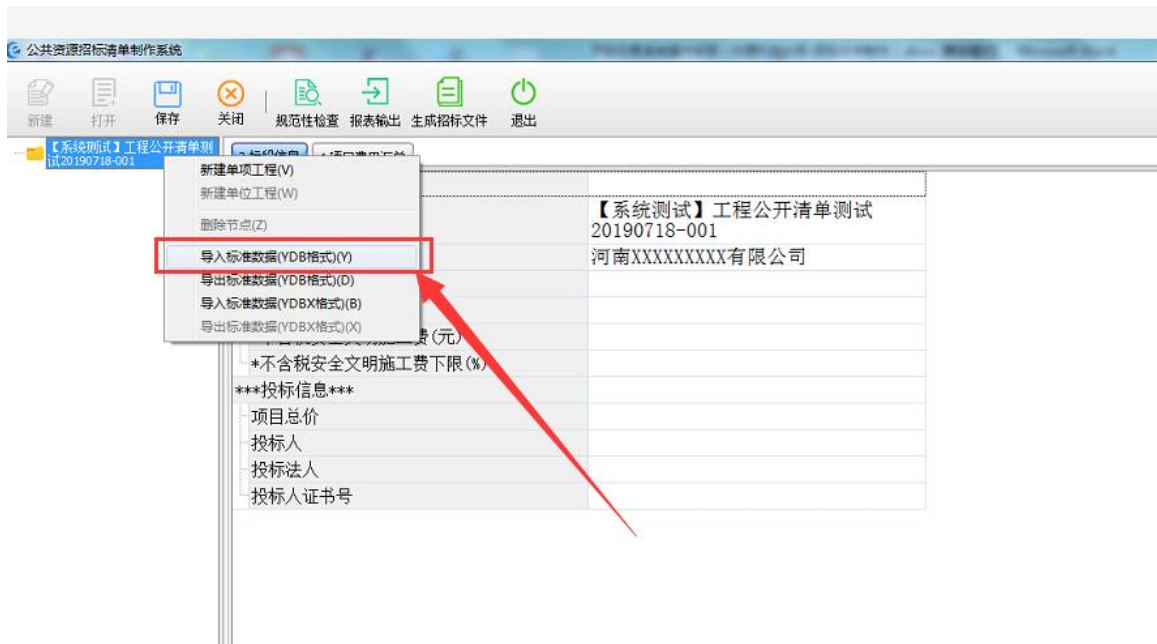 公共资源招标清单制作系统
新建 打开 保存 关闭 规范性检查 报表输出 生成招标文件 退出
【系统测试】工程公开清单测
试20190718-001
新建单项工程(V)
新建单位工程(W)
删除节点(Z)
导入标准数据(YDB格式)(Y)
导出标准数据(YDB格式)(D)
导入标准数据(YDBX格式)(B)
导出标准数据(YDBX格式)(X)
【系统测试】工程公开清单测试
20190718-001
河南XXXXXXXXX有限公司
费(元)
*不含税安全文明施工费下限(%)
***投标信息***
项目总价
投标人
投标法人
投标人证书号